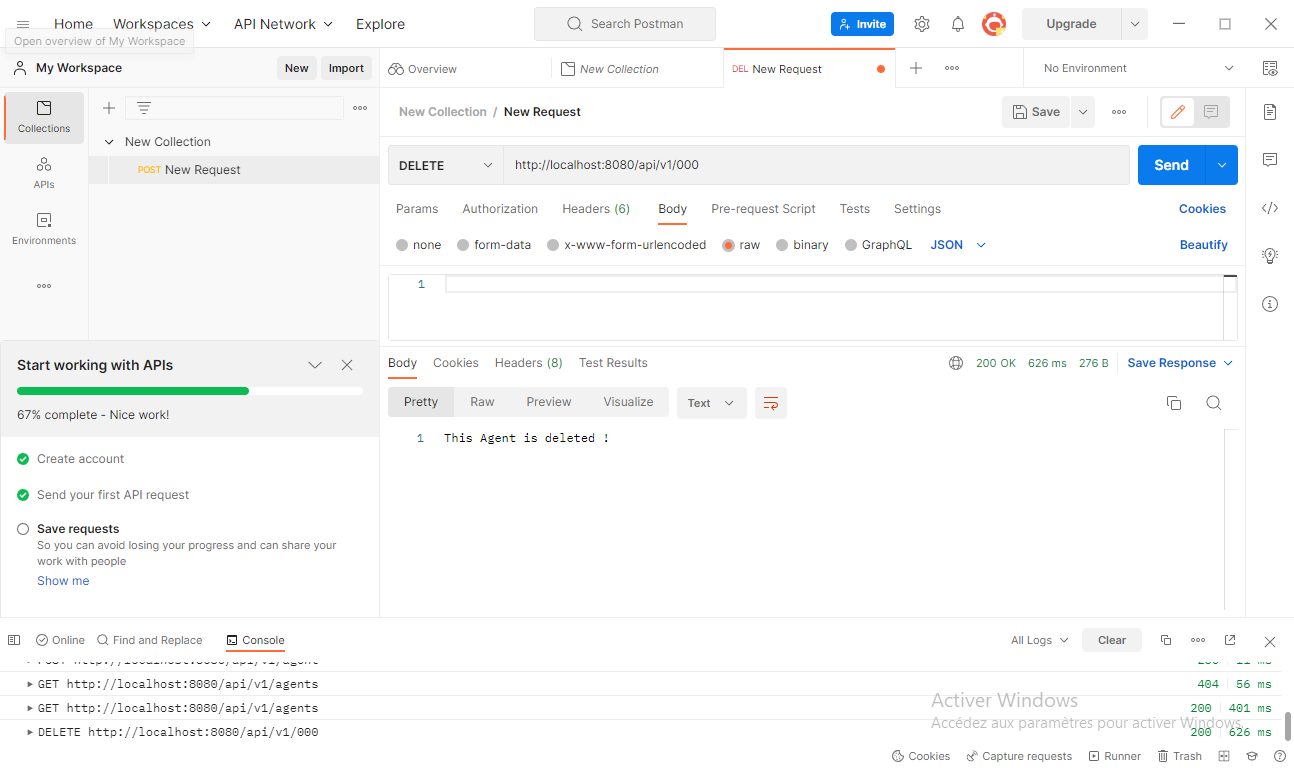 Home Workspaces API Network Explore Search Postman Invite Upgrade
Open overview of My Workspace
My Workspace New Import Overview New Collection DEL New Request No Environment
Collections
APIs
Environments
New Collection
POST New Request
New Collection / New Request Save
DELETE http://localhost:8080/api/v1/000 Send
Params Authorization Headers (6) Body Pre-request Script Tests Settings Cookies
none form-data x-www-form-urlencoded raw binary GraphQL JSON Beautify
1
Start working with APIs
67% complete - Nice work!
Create account
Send your first API request
Save requests
So you can avoid losing your progress and can share your
work with people
Show me
Body Cookies Headers (8) Test Results 200 OK 626 ms 276 B Save Response
Pretty Raw Preview Visualize Text
1 This Agent is deleted !
Online Find and Replace Console All Logs Clear
POST http://localhost:8080/api/v1/agent ms
GET http://localhost:8080/api/v1/agents 404 56 ms
GET http://localhost:8080/api/v1/agents 200 401 ms
DELETE http://localhost:8080/api/v1/000 200 626 ms
Activer Windows
Accédez aux paramètres pour activer Windows.
Cookies Capture requests Runner Trash